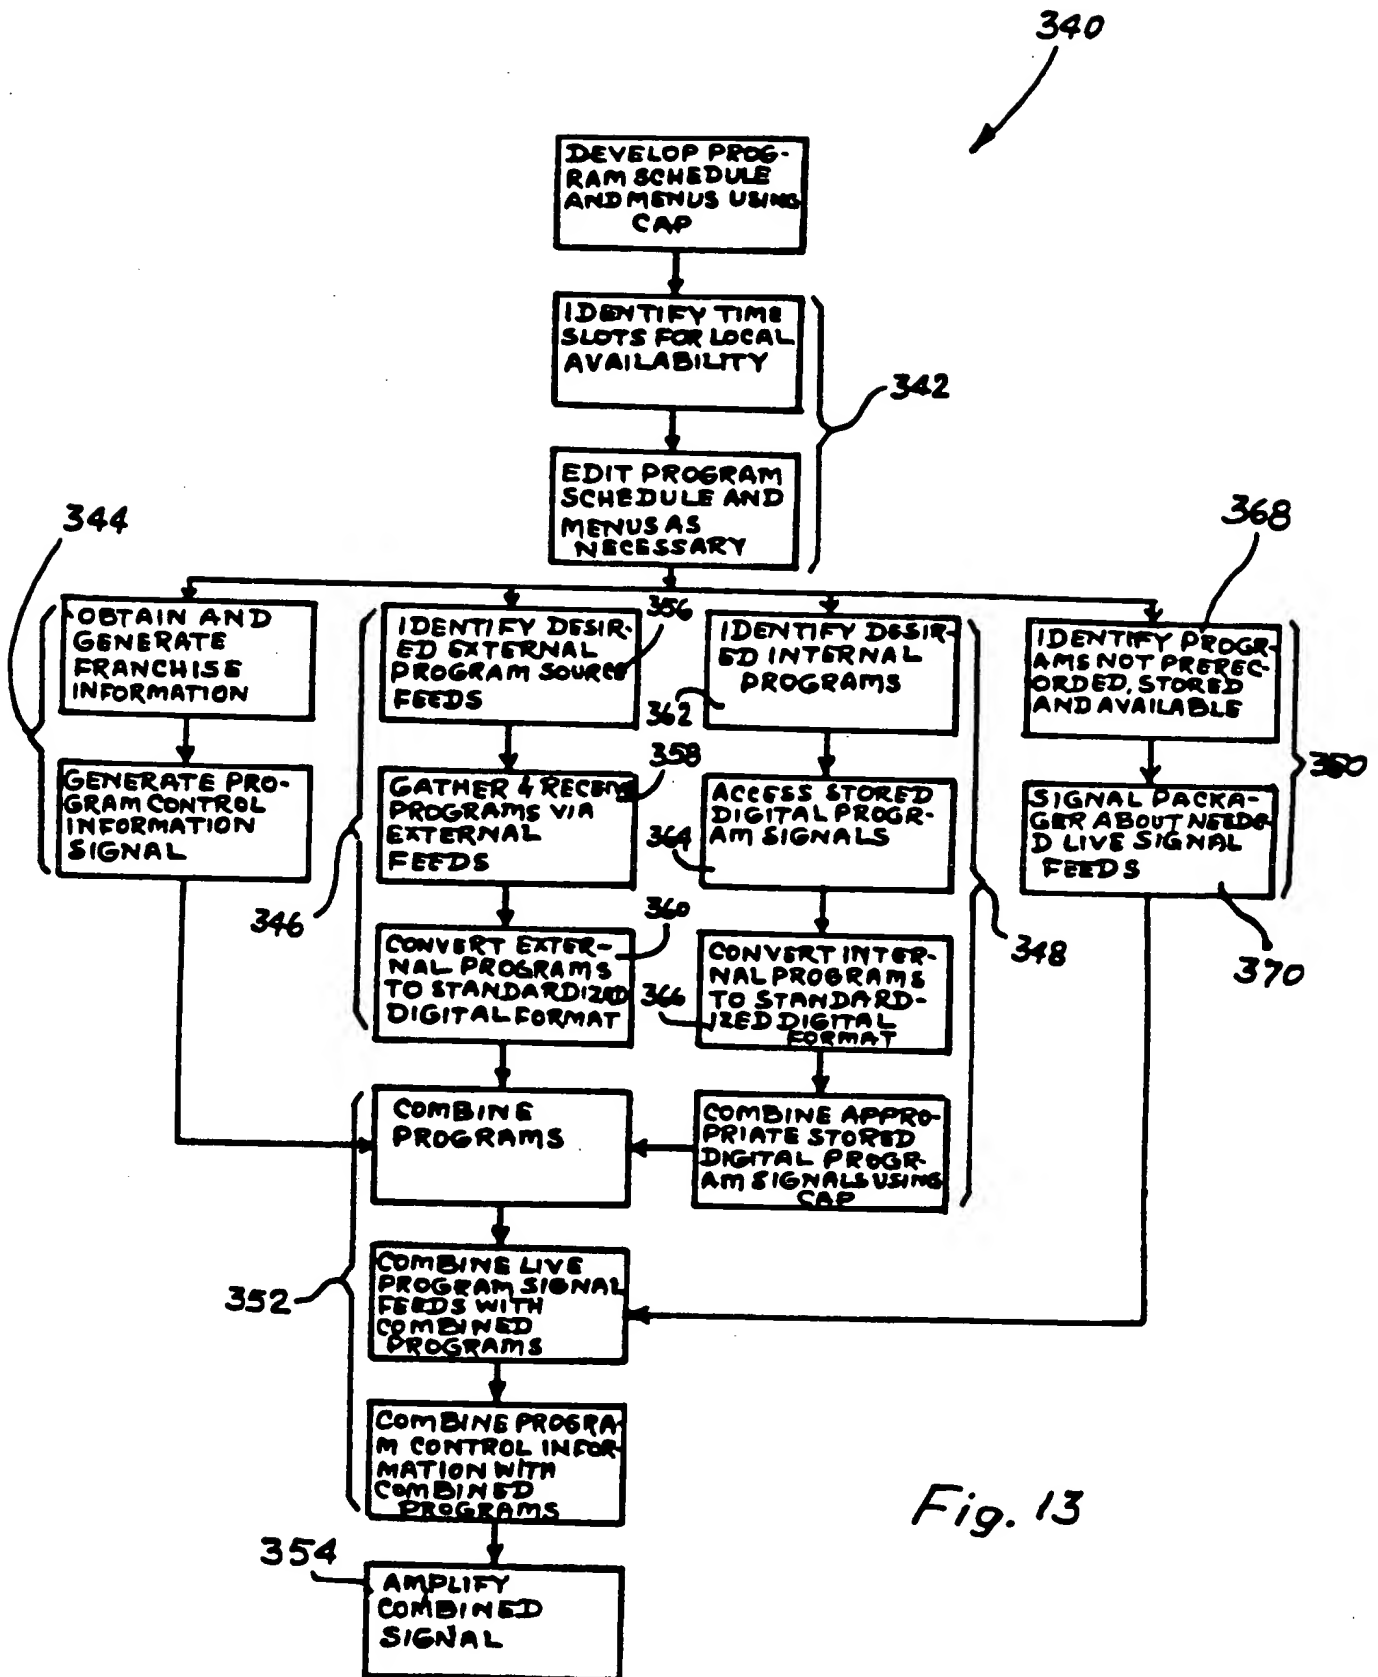 340
DEVELOP PROG-
RAM SCHEDULE
AND MENUS USING
CAP
IDENTIFY TIME
SLOTS FOR LOCAL
AVAILABILITY
342
EDIT PROGRAM
SCHEDULE AND
MENUS AS
NECESSARY
344
368
OBTAIN AND
GENERATE
FRANCHISE
INFORMATION
IDENTIFY DESIR-
ED EXTERNAL
PROGRAM SOURCE
FEEDS
356
IDENTIFY DESIR-
ED INTERNAL
PROGRAMS
362
IDENTIFY PROGR-
AMS NOT PREREC-
ORDED, STORED
AND AVAILABLE
350
GENERATE PRO-
GRAM CONTROL
INFORMATION
SIGNAL
GATHER & RECEIVE
PROGRAMS VIA
EXTERNAL
FEEDS
358
ACCESS STORED
DIGITAL PROGR-
AM SIGNALS
364
SIGNAL PACKA-
GER ABOUT NEEDE-
D LIVE SIGNAL
FEEDS
370
346
348
CONVERT EXTER-
NAL PROGRAMS
TO STANDARDIZED
DIGITAL FORMAT
360
CONVERT INTER-
NAL PROGRAMS
TO STANDARD-
IZED DIGITAL
FORMAT
366
COMBINE
PROGRAMS
COMBINE APPRO-
PRIATE STORED
DIGITAL PROGR-
AM SIGNALS USING
CAP
352
COMBINE LIVE
PROGRAM SIGNAL
FEEDS WITH
COMBINED
PROGRAMS
COMBINE PROGRA-
M CONTROL INFOR-
MATION WITH
COMBINED
PROGRAMS
354
AMPLIFY
COMBINED
SIGNAL
Fig. 13